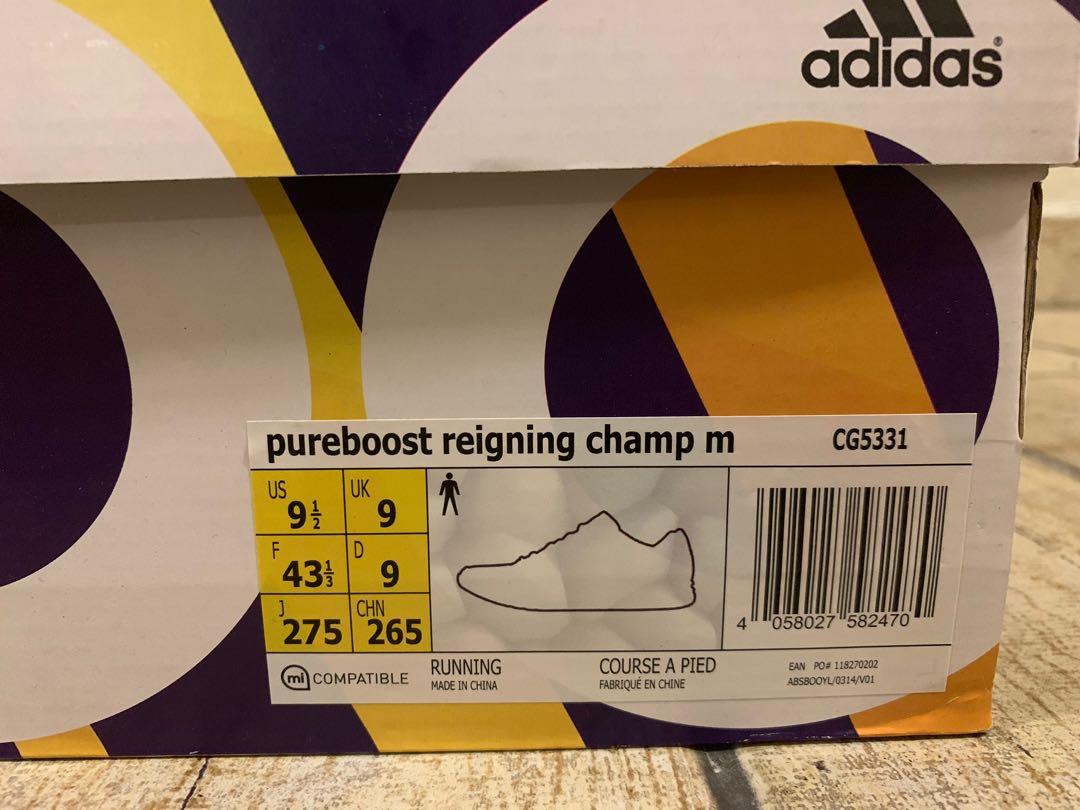 adidas®
pureboost reigning champ m CG5331
US 9½ UK 9
F 43⅓ D 9
J 275 CHN 265
4 058027 582470
mi COMPATIBLE
RUNNING
MADE IN CHINA
COURSE A PIED
FABRIQUÉ EN CHINE
EAN PO# 118270202
ABSBOOYL/0314/V01